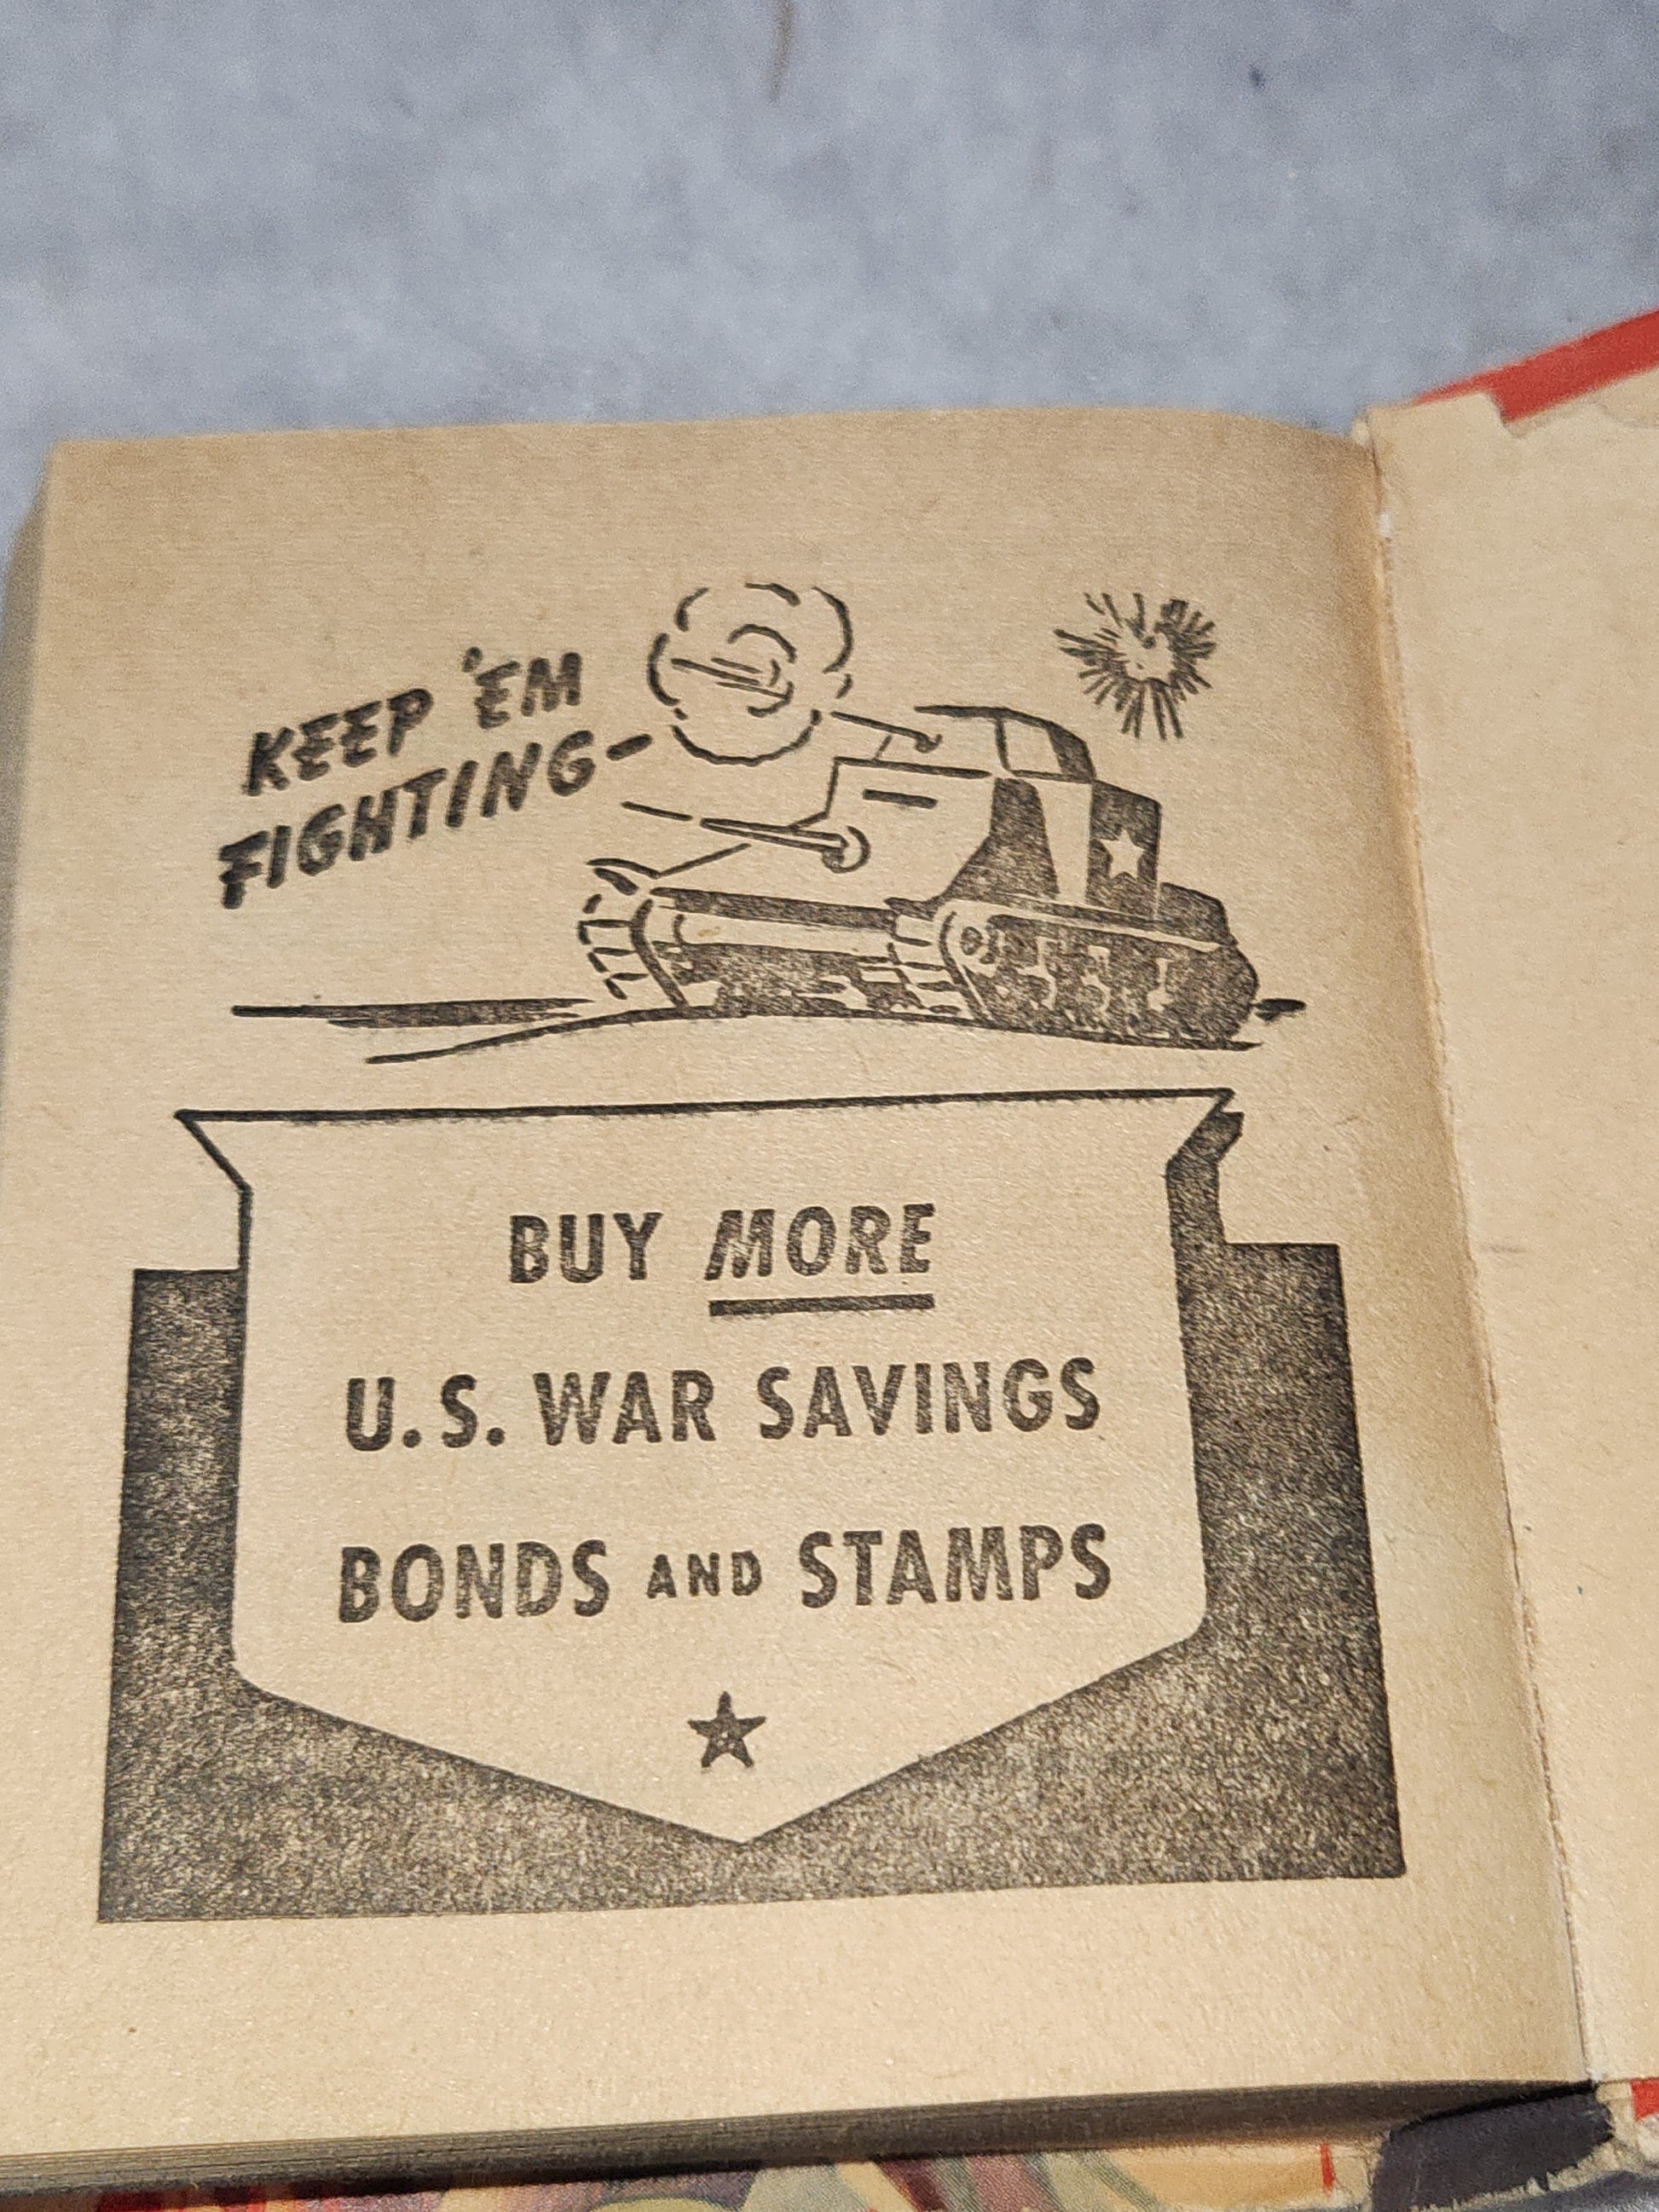 KEEP 'EM
FIGHTING-
BUY MORE
U.S. WAR SAVINGS
BONDS AND STAMPS